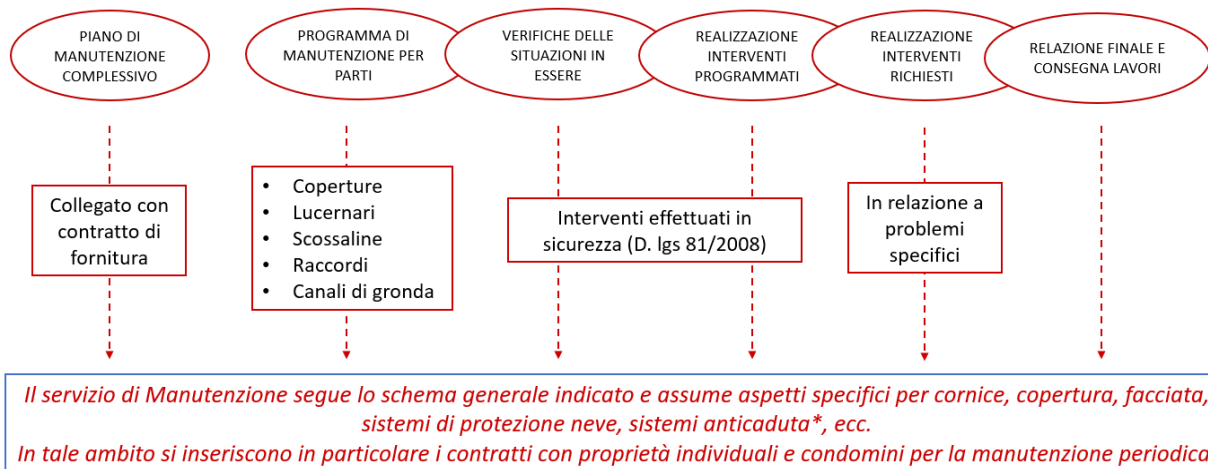 PIANO DI
MANUTENZIONE
COMPLESSIVO
PROGRAMMA DI
MANUTENZIONE PER
PARTI
VERIFICHE DELLE
SITUAZIONI IN
ESSERE
REALIZZAZIONE
INTERVENTI
PROGRAMMATI
REALIZZAZIONE
INTERVENTI
RICHIESTI
RELAZIONE FINALE E
CONSEGNA LAVORI
Collegato con
contratto di
fornitura
• Coperture
• Lucernari
• Scossaline
• Raccordi
• Canali di gronda
Interventi effettuati in
sicurezza (D. lgs 81/2008)
In relazione a
problemi
specifici
Il servizio di Manutenzione segue lo schema generale indicato e assume aspetti specifici per cornice, copertura, facciata,
sistemi di protezione neve, sistemi anticaduta*, ecc.
In tale ambito si inseriscono in particolare i contratti con proprietà individuali e condomini per la manutenzione periodica